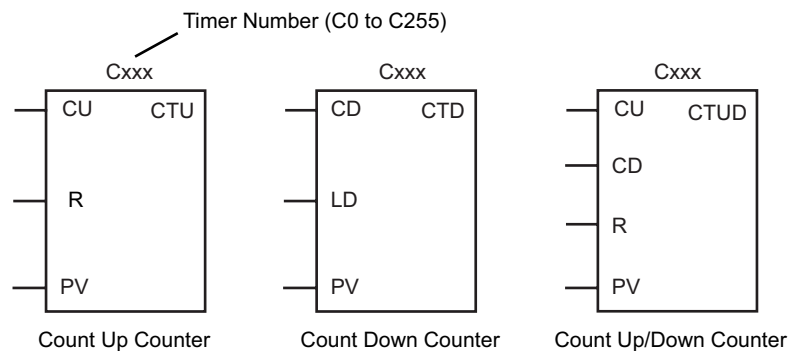 Timer Number (C0 to C255)
Cxxx
CU CTU
R
PV
Count Up Counter
Cxxx
CD CTD
LD
PV
Count Down Counter
Cxxx
CU CTUD
CD
R
PV
Count Up/Down Counter